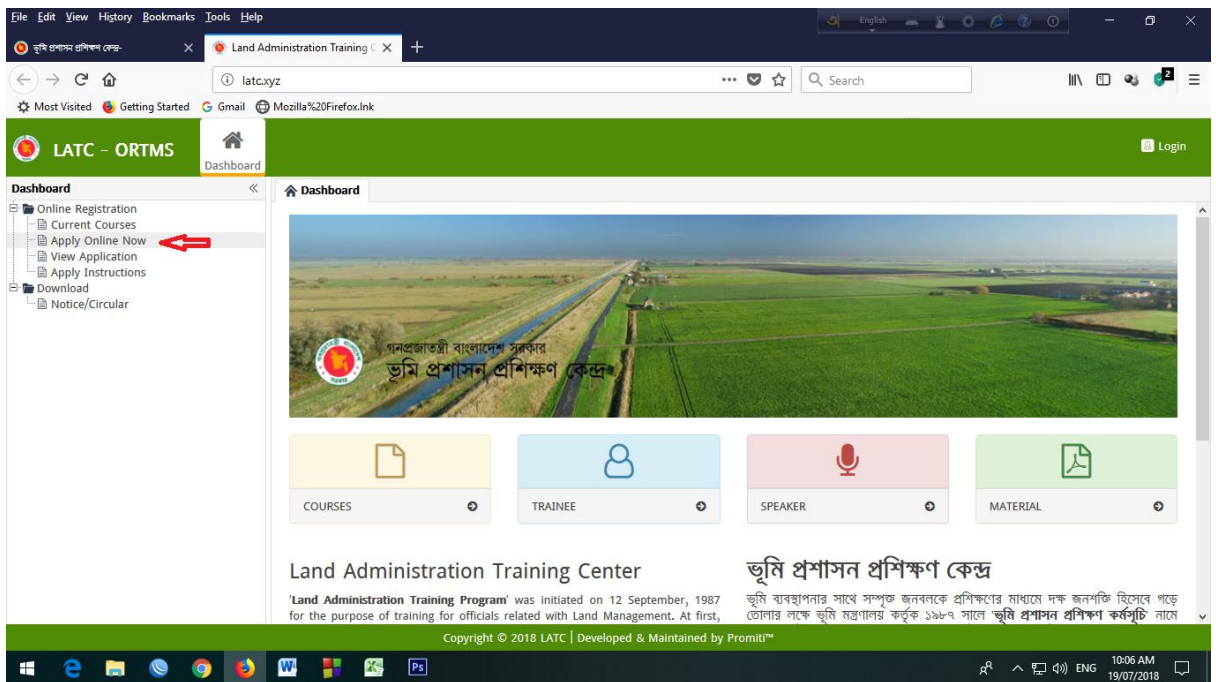 File Edit View History Bookmarks Tools Help
English
ভূমি প্রশাসন প্রশিক্ষণ কেন্দ্র-
Land Administration Training C
latc.xyz
Search
2
Most Visited Getting Started Gmail Mozilla%20Firefox.lnk
LATC - ORTMS
Dashboard
Login
Dashboard
Dashboard
Online Registration
Current Courses
Apply Online Now
View Application
Apply Instructions
Download
Notice/Circular
গনপ্রজাতন্ত্রী বাংলাদেশ সরকার
ভূমি প্রশাসন প্রশিক্ষণ কেন্দ্র
COURSES
TRAINEE
SPEAKER
MATERIAL
Land Administration Training Center
'Land Administration Training Program' was initiated on 12 September, 1987
for the purpose of training for officials related with Land Management. At first,
ভূমি প্রশাসন প্রশিক্ষণ কেন্দ্র
ভূমি ব্যবস্থাপনার সাথে সম্পৃক্ত জনবলকে প্রশিক্ষণের মাধ্যমে দক্ষ জনশক্তি হিসেবে গড়ে
তোলার লক্ষে ভূমি মন্ত্রণালয় কর্তৃক ১৯৮৭ সালে 'ভূমি প্রশাসন প্রশিক্ষণ কর্মসূচি' নামে
Copyright © 2018 LATC | Developed & Maintained by Promiti™
Ps
ENG
10:06 AM
19/07/2018